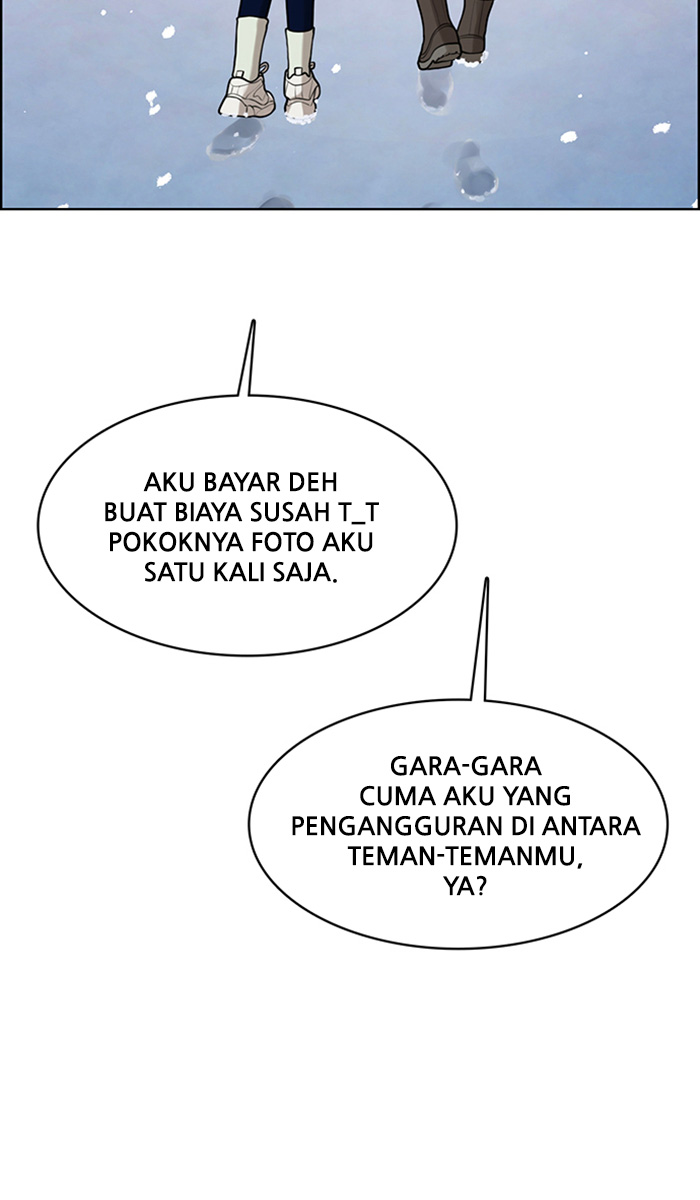 AKU BAYAR DEH
BUAT BIAYA SUSAH T_T
POKOKNYA FOTO AKU
SATU KALI SAJA.
GARA-GARA
CUMA AKU YANG
PENGANGGURAN DI ANTARA
TEMAN-TEMANMU,
YA?